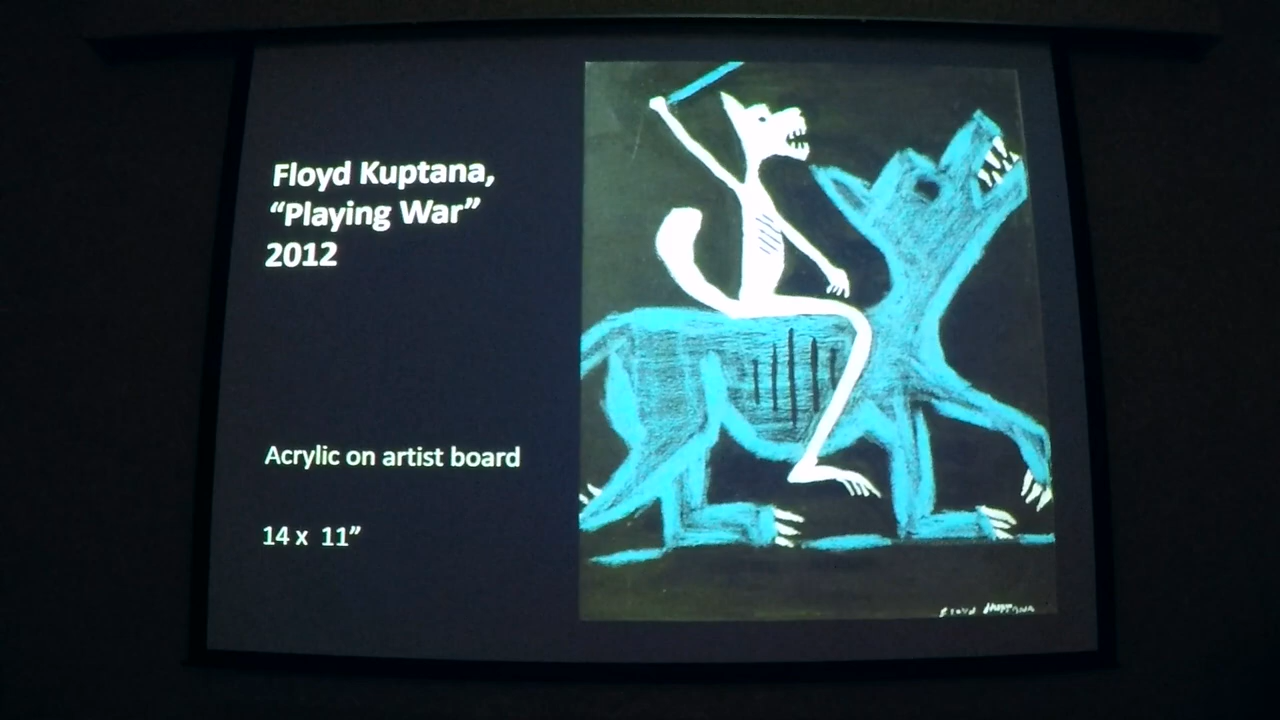 Floyd Kuptana,
“Playing War”
2012
Acrylic on artist board
14 x 11”